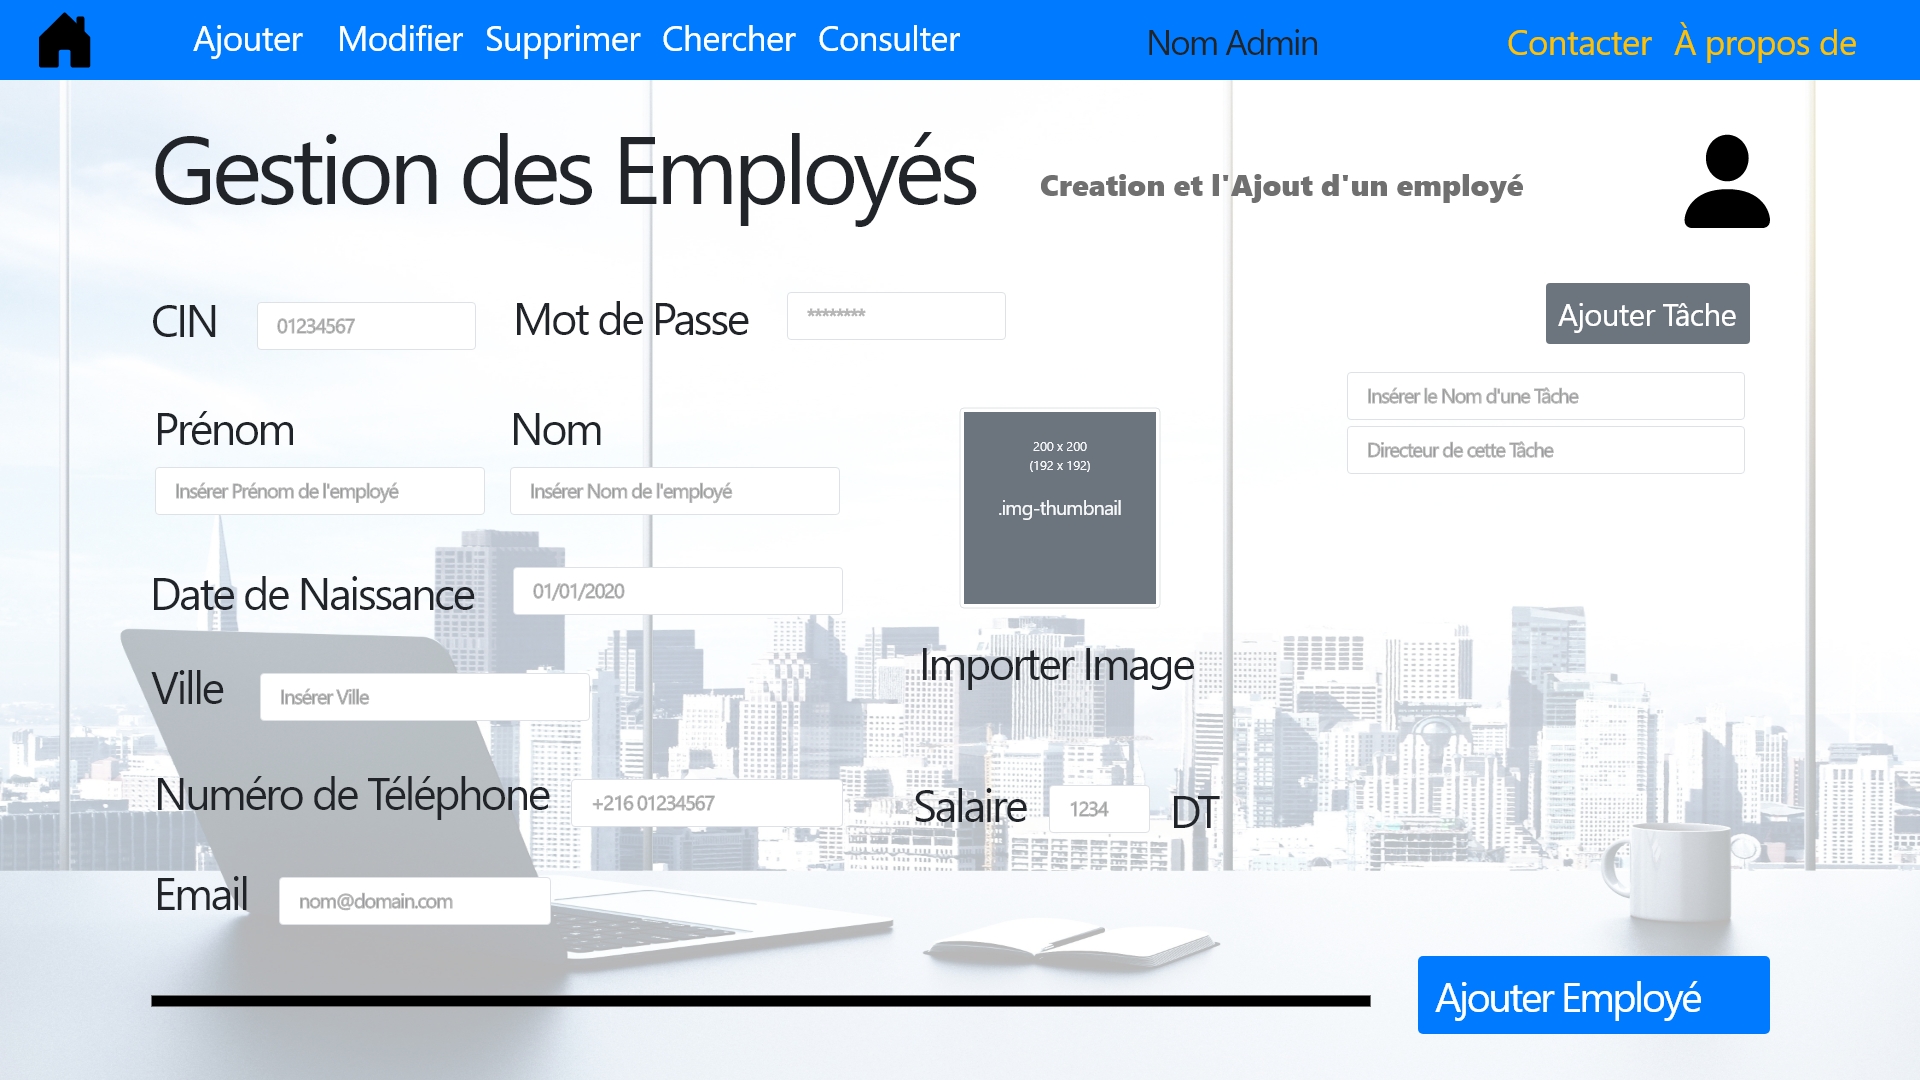 Ajouter Modifier Supprimer Chercher Consulter Nom Admin Contacter À propos de
Gestion des Employés
Creation et l'Ajout d'un employé
CIN 01234567 Mot de Passe ********
Ajouter Tâche
Insérer le Nom d'une Tâche
Directeur de cette Tâche
Prénom Nom
Insérer Prénom de l'employé Insérer Nom de l'employé
200 x 200
(192 x 192)
.img-thumbnail
Date de Naissance 01/01/2020
Importer Image
Ville Insérer Ville
Numéro de Téléphone +216 01234567
Salaire 1234 DT
Email nom@domain.com
Ajouter Employé